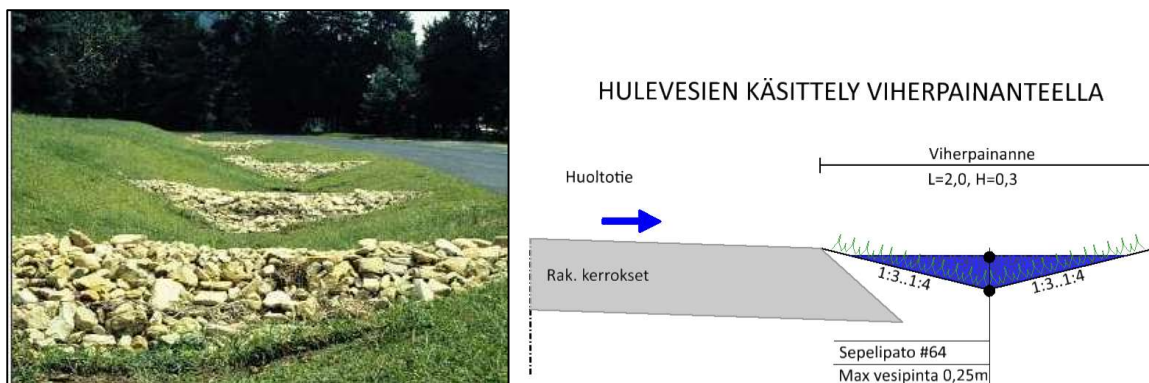 HULEVESIEN KÄSITTELY VIHERPAINANTEELLA
Viherpainanne
L=2,0, H=0,3
Huoltotie
Rak. kerrokset
1:3..1:4
1:3..1:4
Sepelipato #64
Max vesipinta 0,25m